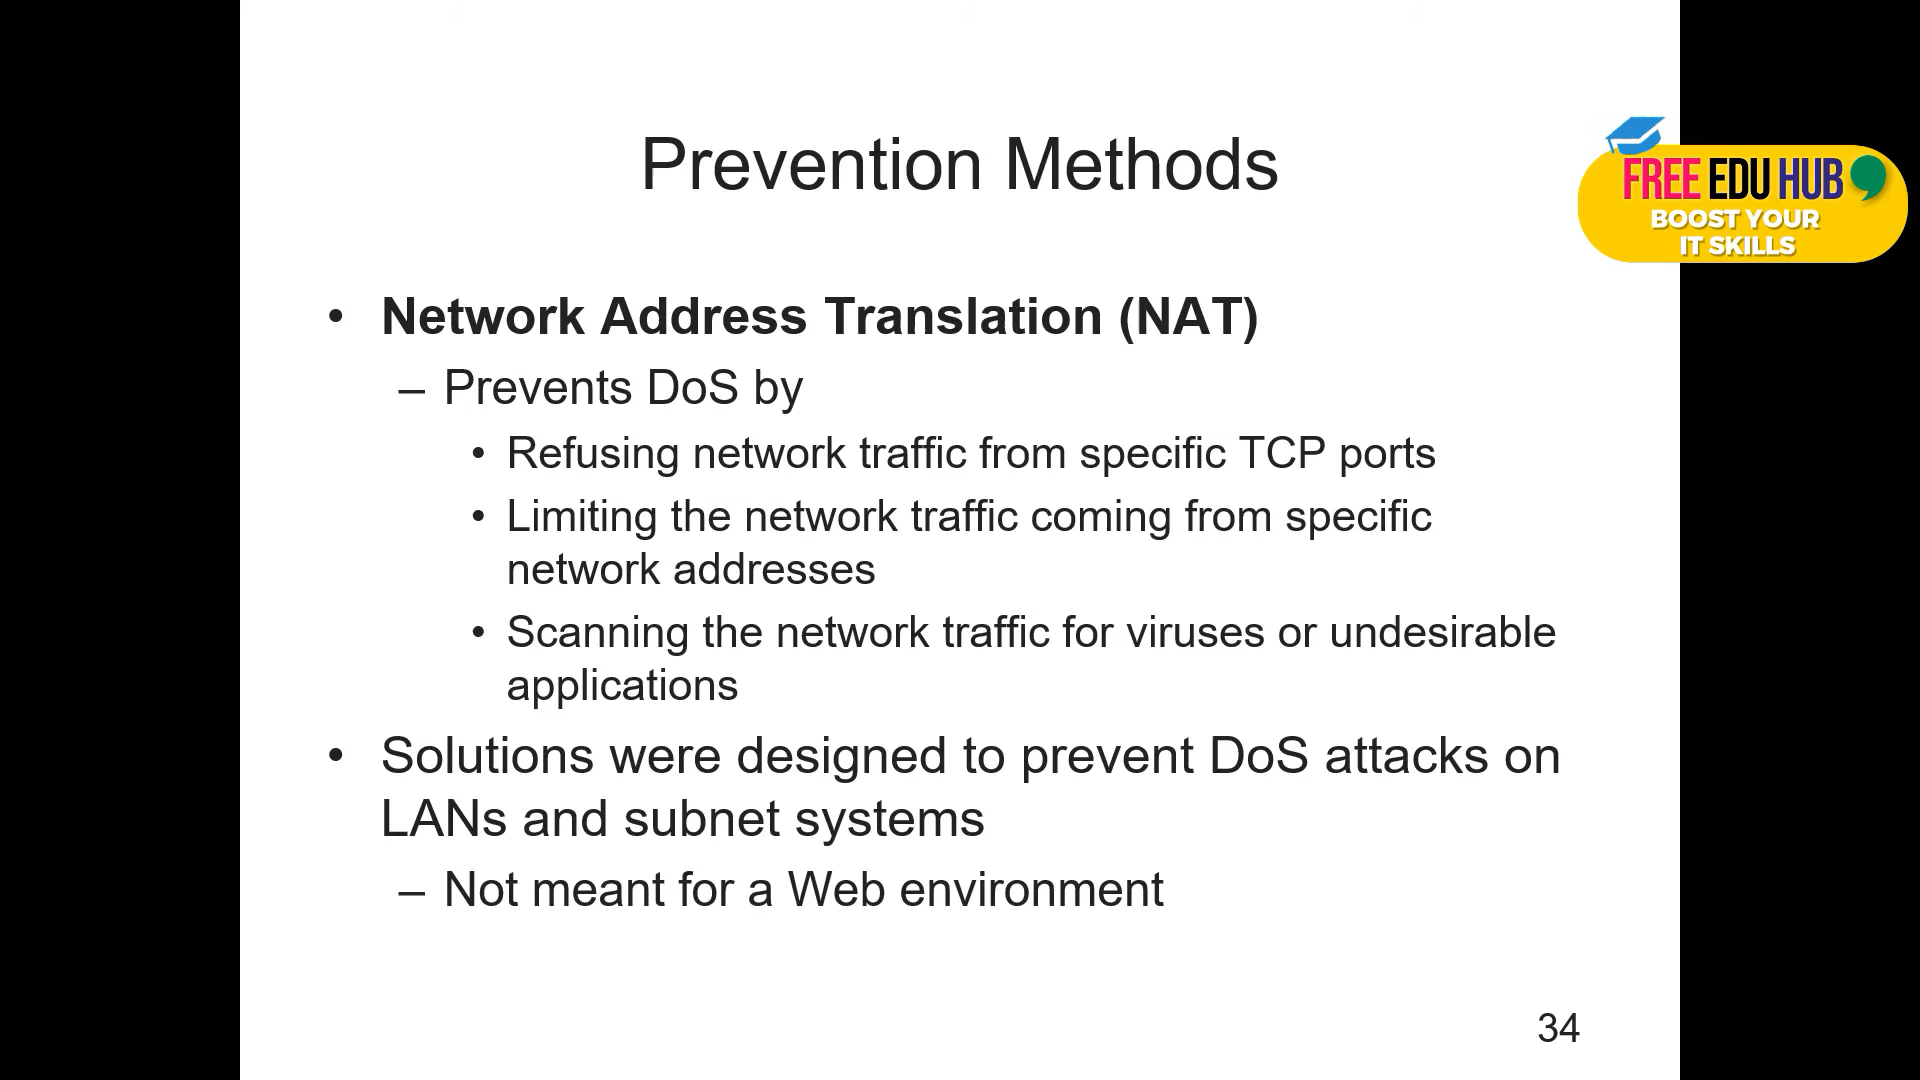 Prevention Methods
FREE EDU HUB
BOOST YOUR
IT SKILLS
• Network Address Translation (NAT)
– Prevents DoS by
• Refusing network traffic from specific TCP ports
• Limiting the network traffic coming from specific
network addresses
• Scanning the network traffic for viruses or undesirable
applications
• Solutions were designed to prevent DoS attacks on
LANs and subnet systems
– Not meant for a Web environment
34